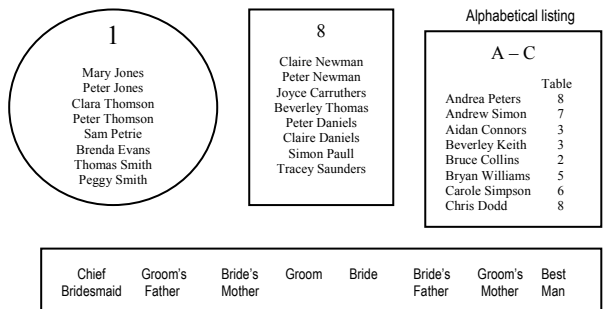 1
Mary Jones
Peter Jones
Clara Thomson
Peter Thomson
Sam Petrie
Brenda Evans
Thomas Smith
Peggy Smith
8
Claire Newman
Peter Newman
Joyce Carruthers
Beverley Thomas
Peter Daniels
Claire Daniels
Simon Paull
Tracey Saunders
Alphabetical listing
A – C
Table
Andrea Peters 8
Andrew Simon 7
Aidan Connors 3
Beverley Keith 3
Bruce Collins 2
Bryan Williams 5
Carole Simpson 6
Chris Dodd 8
Chief Groom's Bride's Groom Bride Bride's Groom's Best
Bridesmaid Father Mother Father Mother Man